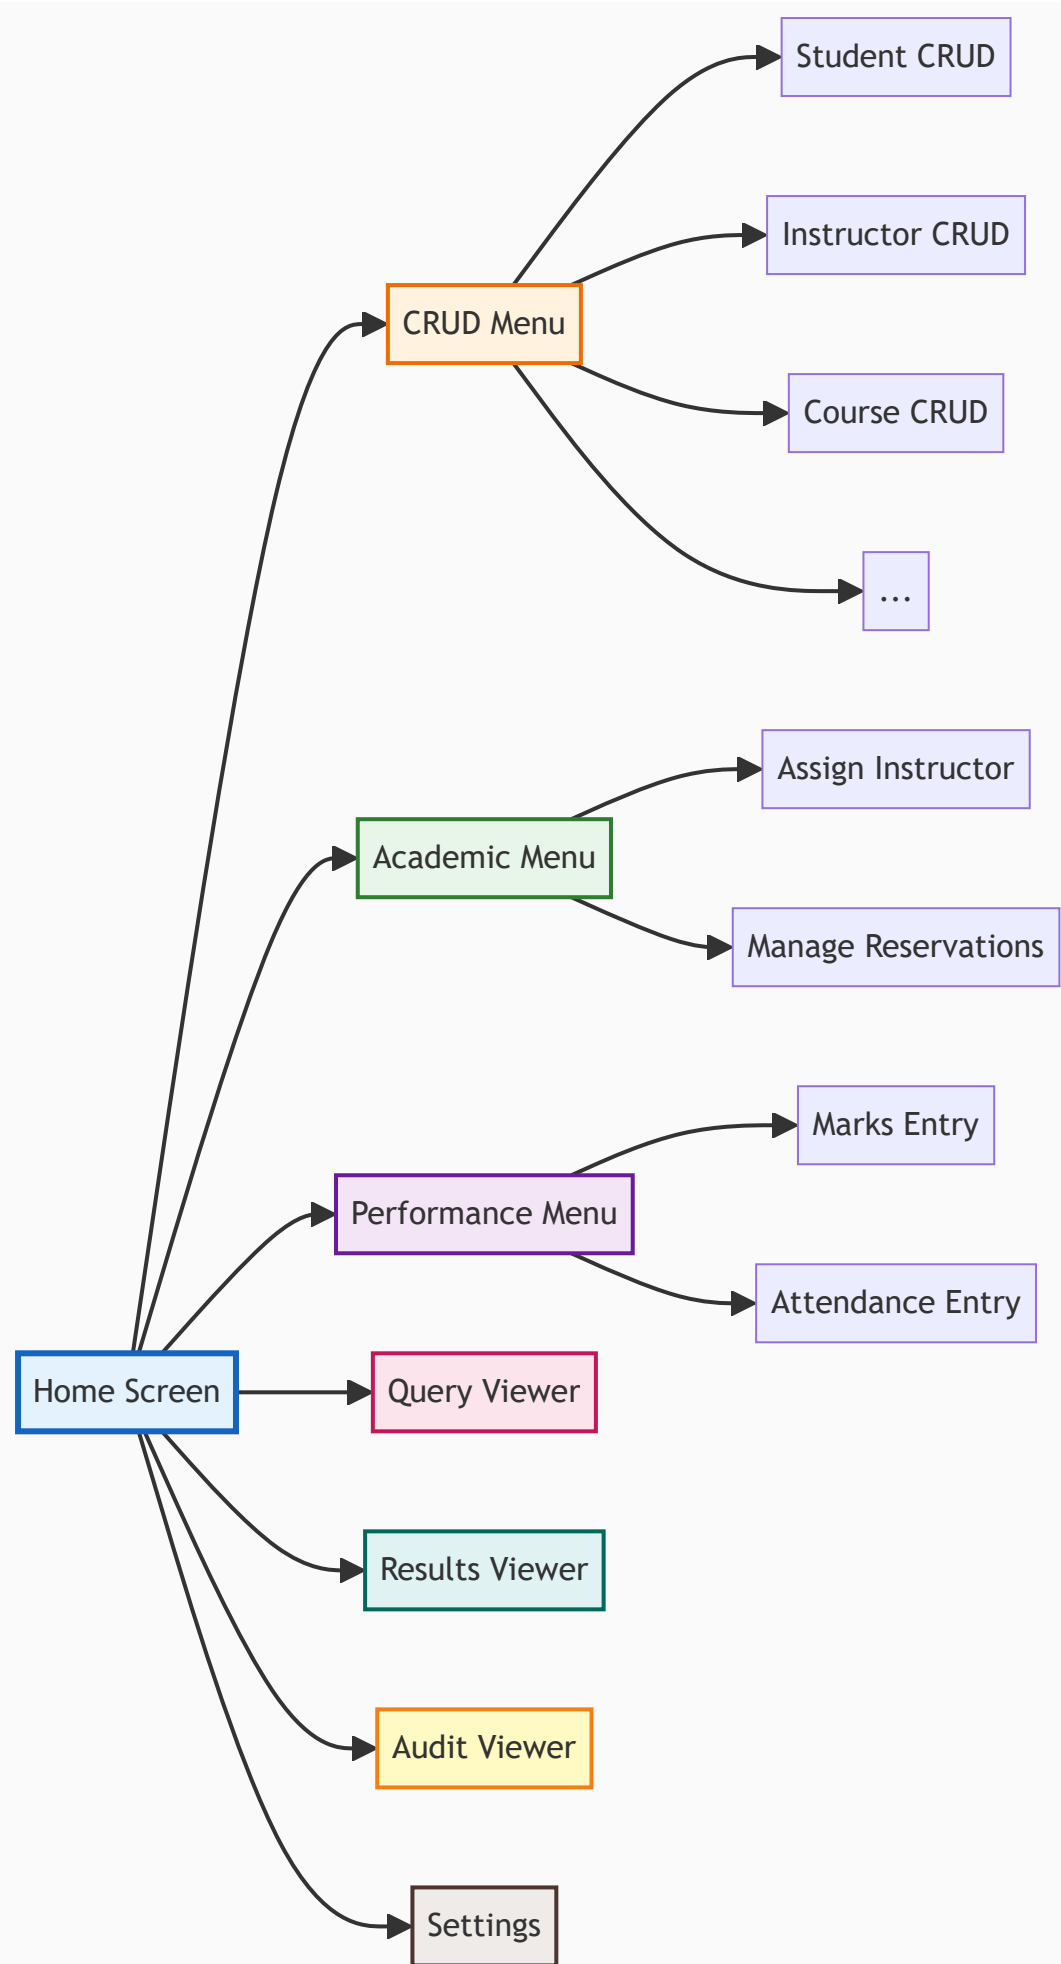 Student CRUD
Instructor CRUD
CRUD Menu
Course CRUD
...
Assign Instructor
Academic Menu
Manage Reservations
Marks Entry
Performance Menu
Attendance Entry
Home Screen
Query Viewer
Results Viewer
Audit Viewer
Settings